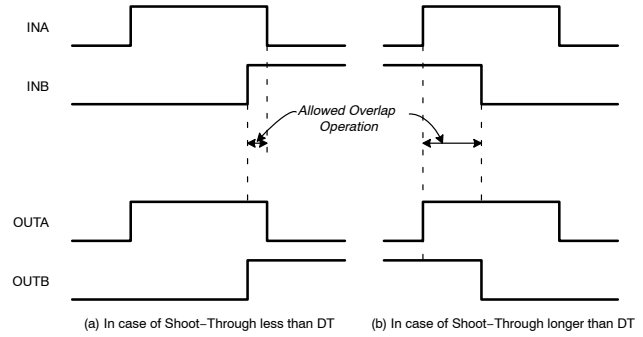 INA
INB
Allowed Overlap
Operation
OUTA
OUTB
(a) In case of Shoot−Through less than DT
(b) In case of Shoot−Through longer than DT